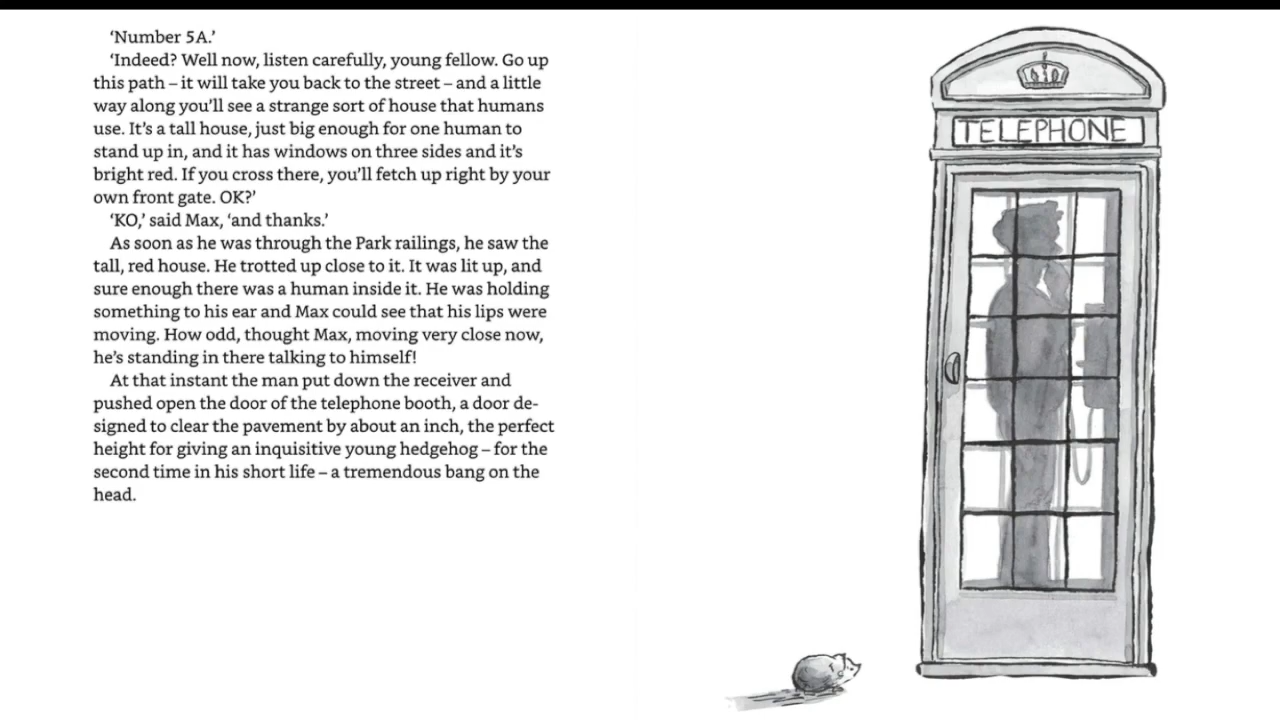 ‘Number 5A.’
‘Indeed? Well now, listen carefully, young fellow. Go up
this path – it will take you back to the street – and a little
way along you’ll see a strange sort of house that humans
use. It’s a tall house, just big enough for one human to
stand up in, and it has windows on three sides and it’s
bright red. If you cross there, you’ll fetch up right by your
own front gate. OK?’
‘KO,’ said Max, ‘and thanks.’
As soon as he was through the Park railings, he saw the
tall, red house. He trotted up close to it. It was lit up, and
sure enough there was a human inside it. He was holding
something to his ear and Max could see that his lips were
moving. How odd, thought Max, moving very close now,
he’s standing in there talking to himself!
At that instant the man put down the receiver and
pushed open the door of the telephone booth, a door de-
signed to clear the pavement by about an inch, the perfect
height for giving an inquisitive young hedgehog – for the
second time in his short life – a tremendous bang on the
head.
TELEPHONE